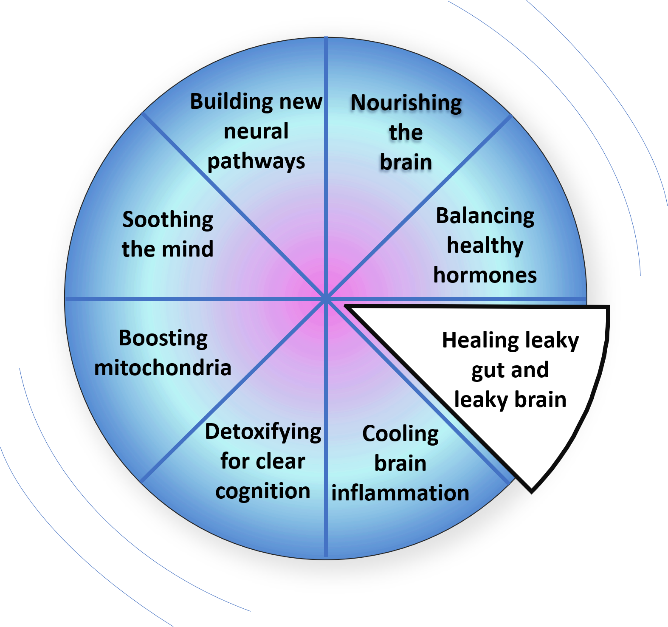 Building new
neural
pathways
Nourishing
the
brain
Balancing
healthy
hormones
Healing leaky
gut and
leaky brain
Cooling
brain
inflammation
Detoxifying
for clear
cognition
Boosting
mitochondria
Soothing
the mind